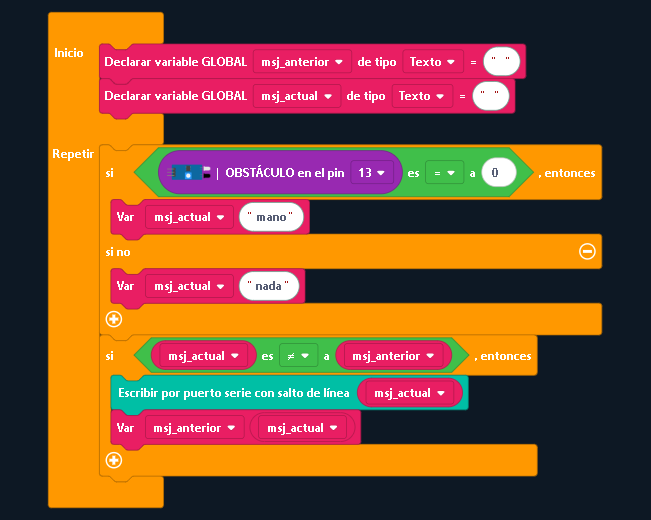 Inicio
Declarar variable GLOBAL msj_anterior de tipo Texto = " "
Declarar variable GLOBAL msj_actual de tipo Texto = " "
Repetir
si | OBSTÁCULO en el pin 13 es = a 0 , entonces
Var msj_actual "mano"
si no
Var msj_actual "nada"
si msj_actual es ≠ a msj_anterior , entonces
Escribir por puerto serie con salto de línea msj_actual
Var msj_anterior msj_actual